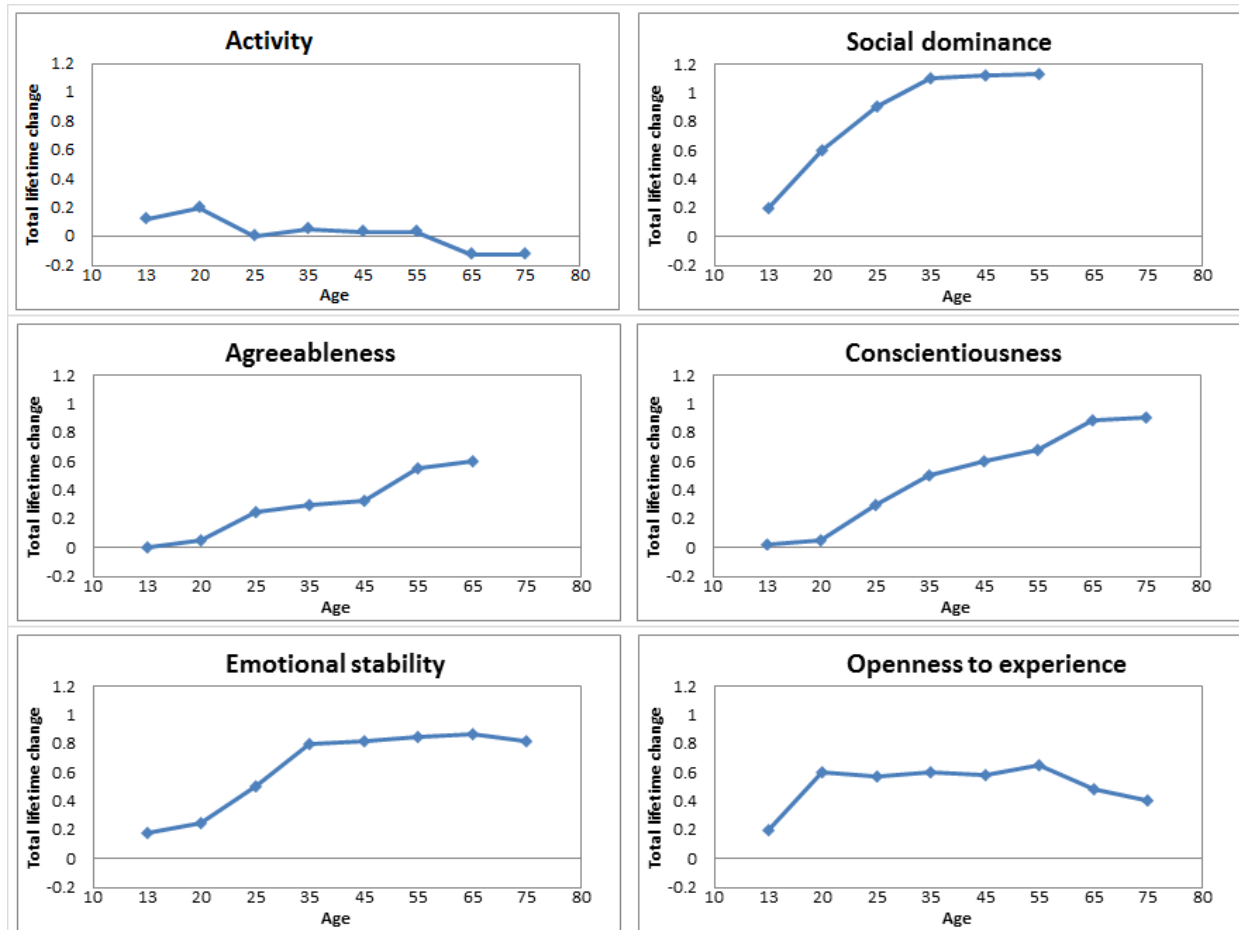 Activity
Total lifetime change
1.2
1
0.8
0.6
0.4
0.2
0
-0.2
10 13 20 25 35 45 55 65 75 80
Age
Social dominance
Total lifetime change
1.2
1
0.8
0.6
0.4
0.2
0
-0.2
10 13 20 25 35 45 55 65 75 80
Age
Agreeableness
Total lifetime change
1.2
1
0.8
0.6
0.4
0.2
0
-0.2
10 13 20 25 35 45 55 65 75 80
Age
Conscientiousness
Total lifetime change
1.2
1
0.8
0.6
0.4
0.2
0
-0.2
10 13 20 25 35 45 55 65 75 80
Age
Emotional stability
Total lifetime change
1.2
1
0.8
0.6
0.4
0.2
0
-0.2
10 13 20 25 35 45 55 65 75 80
Age
Openness to experience
Total lifetime change
1.2
1
0.8
0.6
0.4
0.2
0
-0.2
10 13 20 25 35 45 55 65 75 80
Age